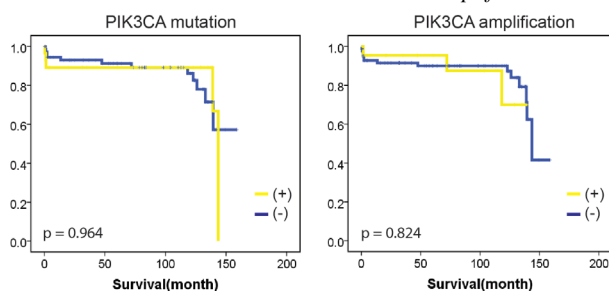 PIK3CA mutation
1.0
0.8
0.6
0.4
0.2
0.0
p = 0.964
(+)
(-)
0 50 100 150 200
Survival(month)
PIK3CA amplification
1.0
0.8
0.6
0.4
0.2
0.0
p = 0.824
(+)
(-)
0 50 100 150 200
Survival(month)